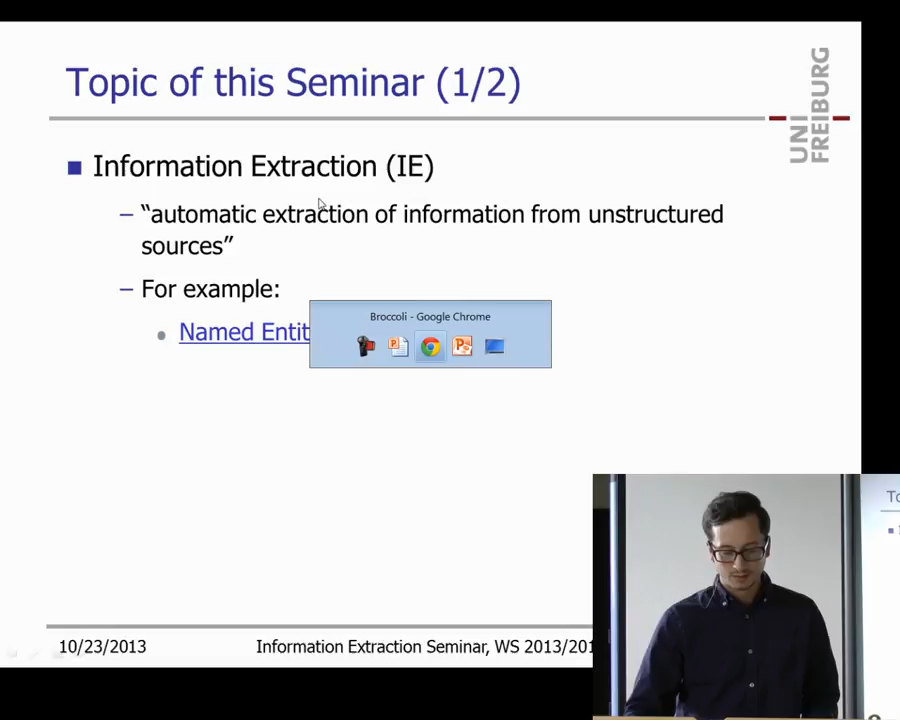 Topic of this Seminar (1/2)
UNI
FREIBURG
Information Extraction (IE)
– “automatic extraction of information from unstructured
sources”
– For example:
Named Entit
Broccoli - Google Chrome
10/23/2013
Information Extraction Seminar, WS 2013/201